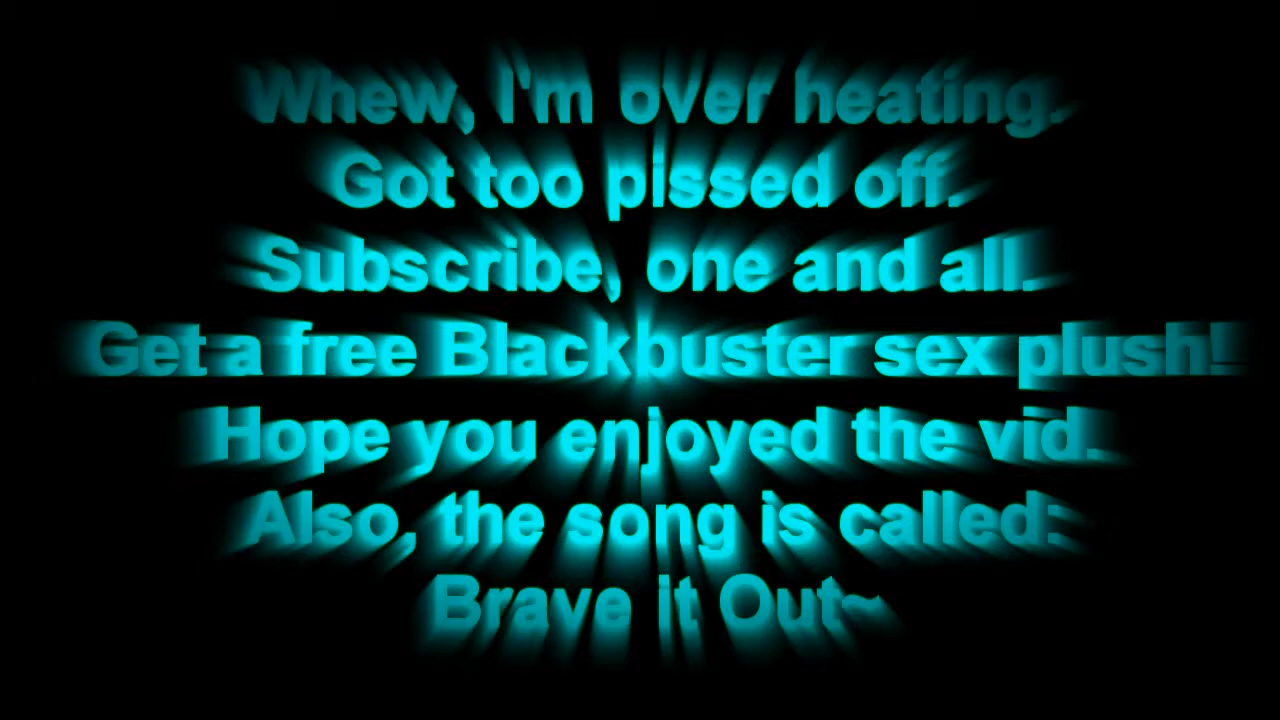 Whew, I'm over heating.
Got too pissed off.
Subscribe, one and all.
Get a free Blackbuster sex plush!
Hope you enjoyed the vid.
Also, the song is called:
Brave it Out~